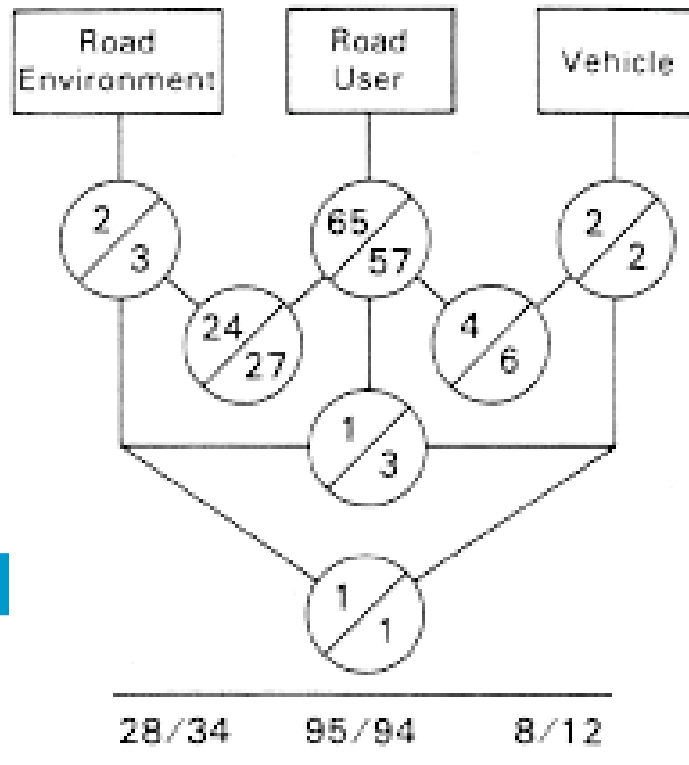 Road Environment
Road User
Vehicle
2/3
65/57
2/2
24/27
4/6
1/3
1/1
28/34 95/94 8/12